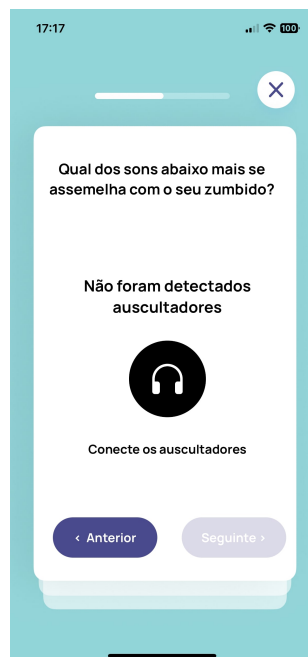 17:17
100
Qual dos sons abaixo mais se
assemelha com o seu zumbido?
Não foram detectados
auscultadores
Conecte os auscultadores
‹ Anterior
Seguinte ›